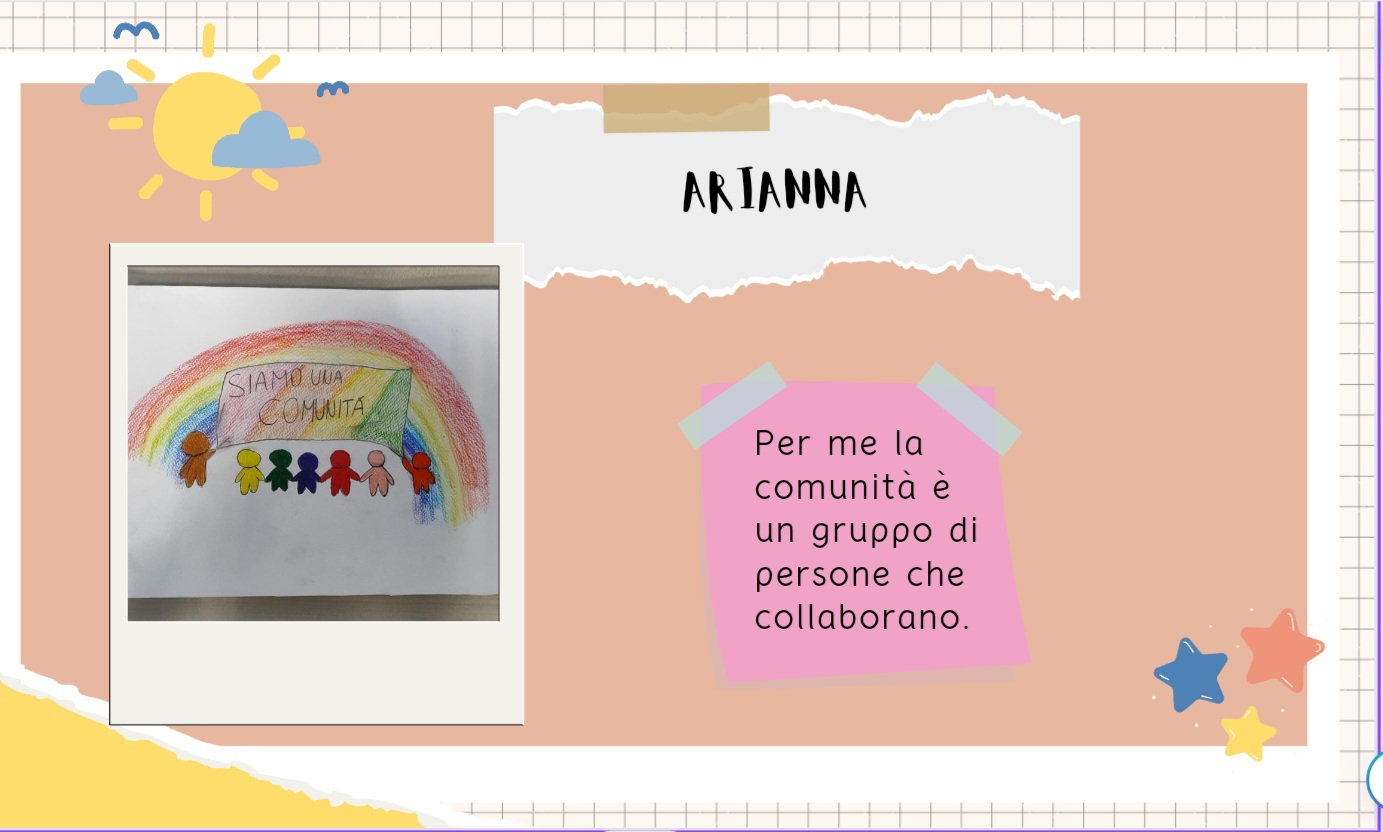 ARIANNA
SIAMO UNA
COMUNITÀ
Per me la
comunità è
un gruppo di
persone che
collaborano.